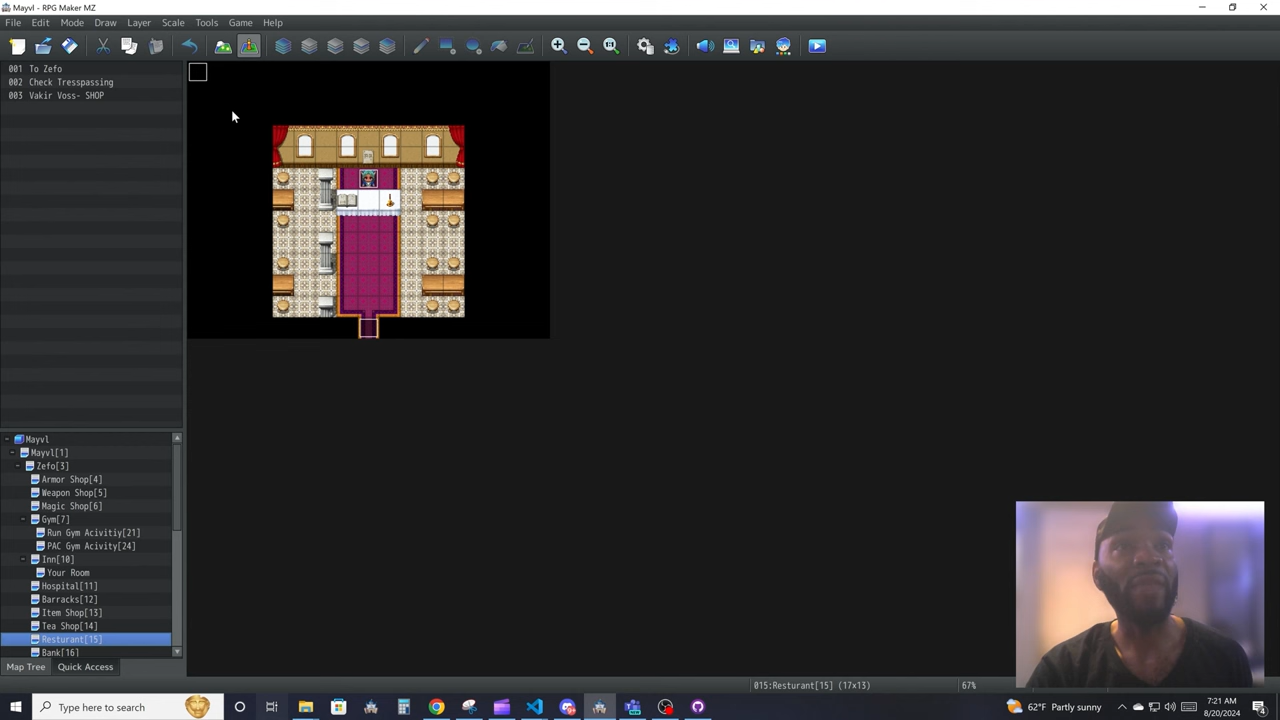 Mayvl - RPG Maker MZ
File Edit Mode Draw Layer Scale Tools Game Help
001 To Zefo
002 Check Tresspassing
003 Vakir Voss- SHOP
Mayvl
Mayvl[1]
Zefo[3]
Armor Shop[4]
Weapon Shop[5]
Magic Shop[6]
Gym[7]
Run Gym Acivitiy[21]
PAC Gym Acivity[24]
Inn[10]
Your Room
Hospital[11]
Barracks[12]
Item Shop[13]
Tea Shop[14]
Resturant[15]
Bank[16]
Map Tree Quick Access
015:Resturant[15] (17x13) 67%
Type here to search
62°F Partly sunny
7:21 AM
8/20/2024
4